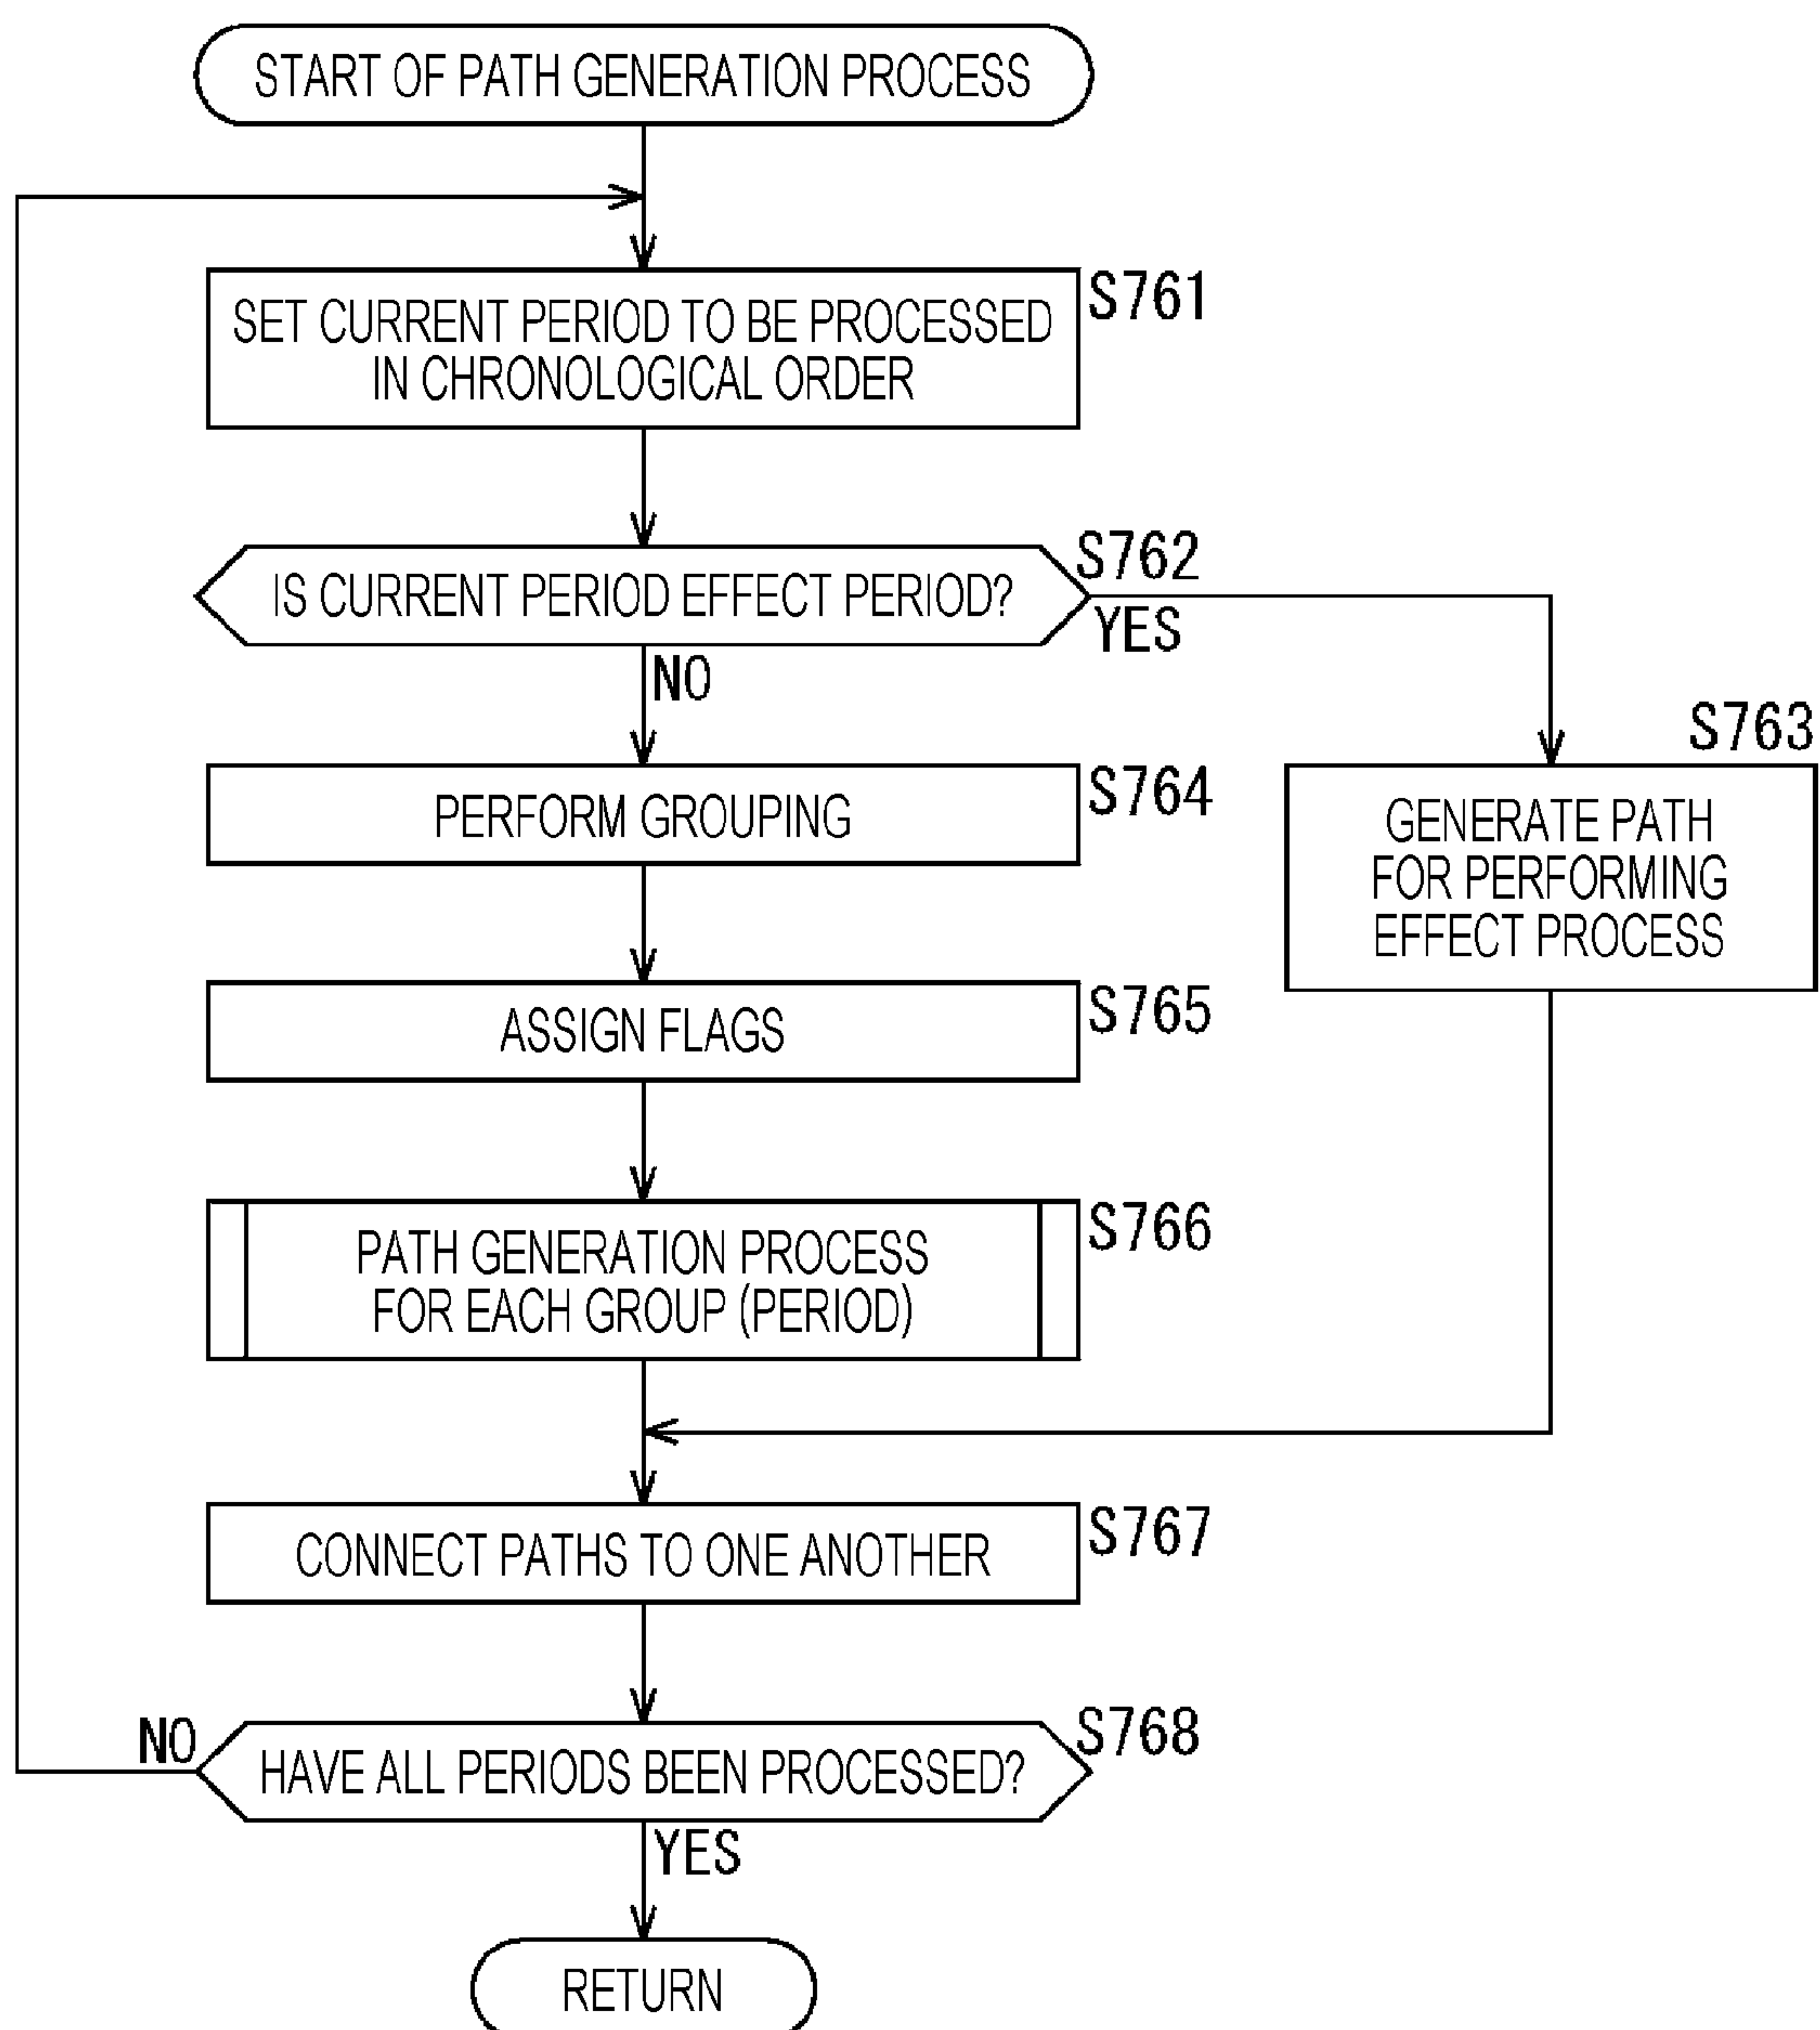 START OF PATH GENERATION PROCESS
S761
SET CURRENT PERIOD TO BE PROCESSED
IN CHRONOLOGICAL ORDER
S762
IS CURRENT PERIOD EFFECT PERIOD?
YES
NO
S763
GENERATE PATH
FOR PERFORMING
EFFECT PROCESS
S764
PERFORM GROUPING
S765
ASSIGN FLAGS
S766
PATH GENERATION PROCESS
FOR EACH GROUP (PERIOD)
S767
CONNECT PATHS TO ONE ANOTHER
S768
NO
HAVE ALL PERIODS BEEN PROCESSED?
YES
RETURN